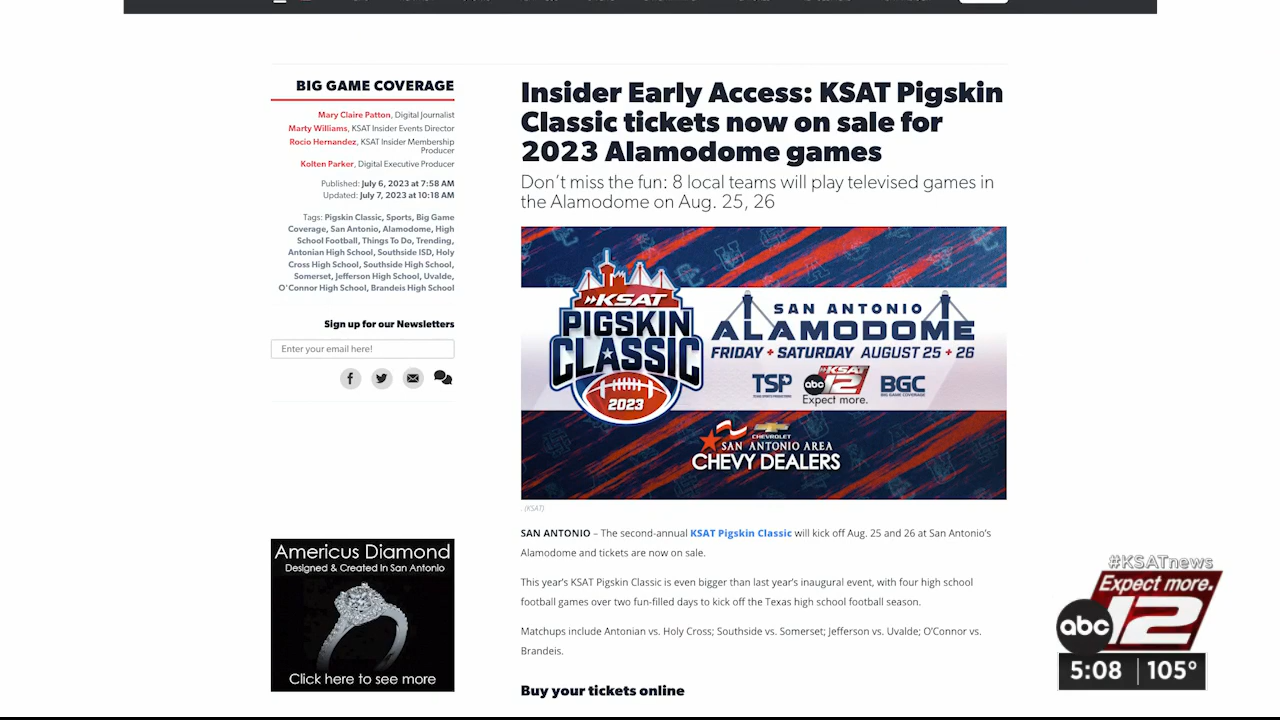 BIG GAME COVERAGE
Mary Claire Patton, Digital Journalist
Marty Williams, KSAT Insider Events Director
Rocio Hernandez, KSAT Insider Membership
Producer
Kolten Parker, Digital Executive Producer
Published: July 6, 2023 at 7:58 AM
Updated: July 7, 2023 at 10:18 AM
Tags: Pigskin Classic, Sports, Big Game
Coverage, San Antonio, Alamodome, High
School Football, Things To Do, Trending,
Antonian High School, Southside ISD, Holy
Cross High School, Southside High School,
Somerset, Jefferson High School, Uvalde,
O'Connor High School, Brandeis High School
Sign up for our Newsletters
Enter your email here!
Americus Diamond
Designed & Created In San Antonio
Click here to see more
Insider Early Access: KSAT Pigskin
Classic tickets now on sale for
2023 Alamodome games
Don't miss the fun: 8 local teams will play televised games in
the Alamodome on Aug. 25, 26
KSAT
PIGSKIN
CLASSIC
2023
SAN ANTONIO
ALAMODOME
FRIDAY + SATURDAY AUGUST 25 + 26
TSP
TEXAS SPORTS PRODUCTIONS
KSAT
abc 12
Expect more.
BGC
BIG GAME COVERAGE
CHEVROLET
SAN ANTONIO AREA
CHEVY DEALERS
. (KSAT)
SAN ANTONIO – The second-annual KSAT Pigskin Classic will kick off Aug. 25 and 26 at San Antonio's
Alamodome and tickets are now on sale.
This year's KSAT Pigskin Classic is even bigger than last year's inaugural event, with four high school
football games over two fun-filled days to kick off the Texas high school football season.
Matchups include Antonian vs. Holy Cross; Southside vs. Somerset; Jefferson vs. Uvalde; O'Connor vs.
Brandeis.
Buy your tickets online
#KSATnews
Expect more.
abc 12
5:08 105°